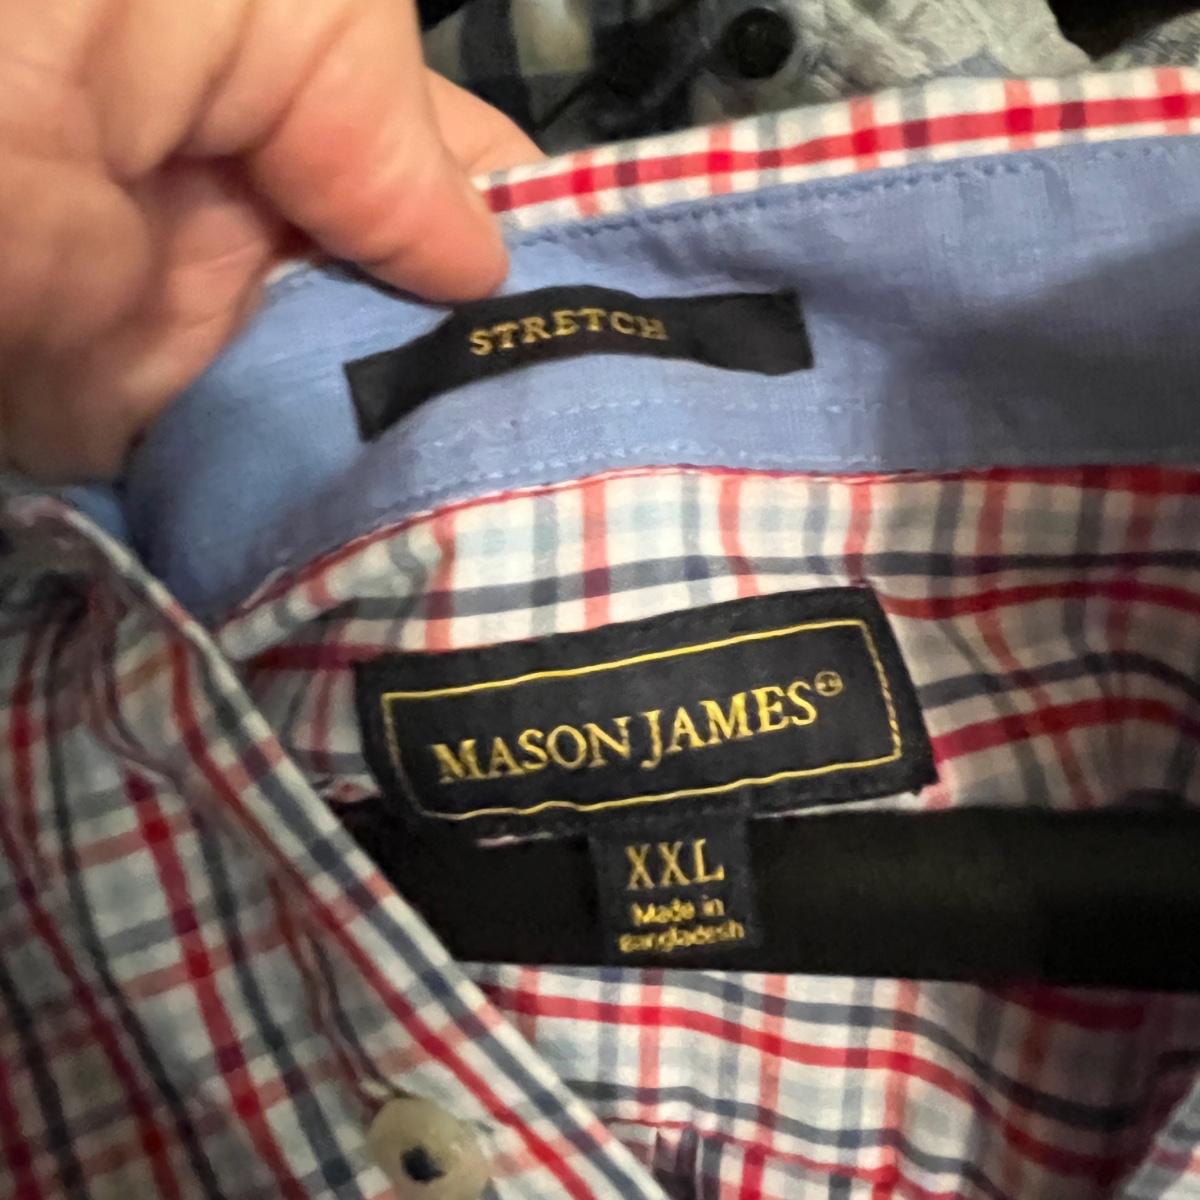 STRETCH
MASON JAMES®
XXL
Made in
Bangladesh